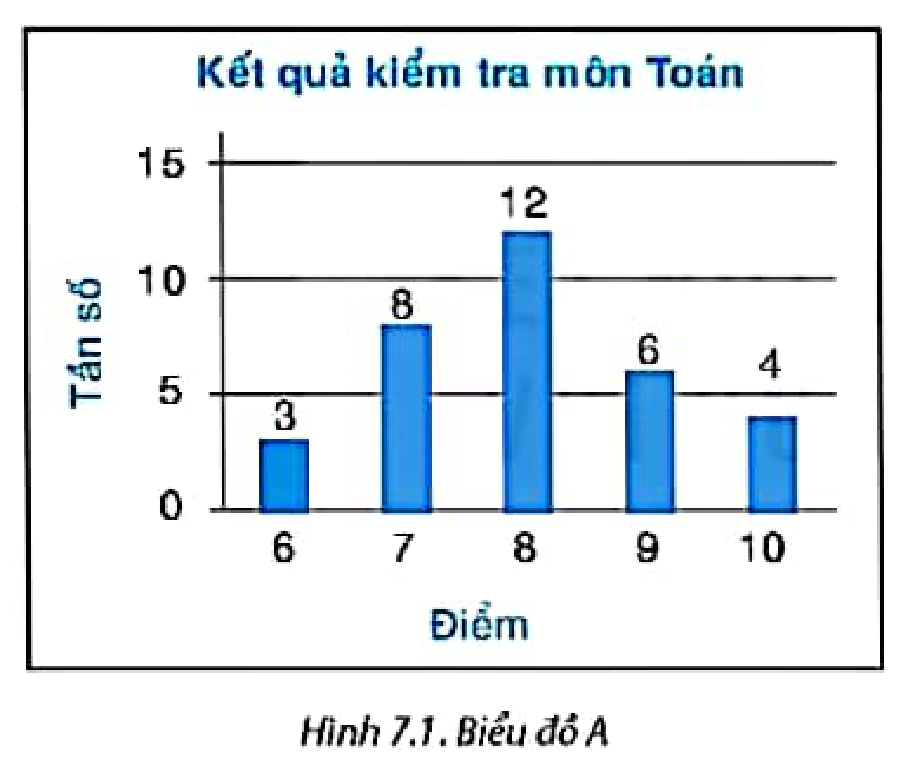 Kết quả kiểm tra môn Toán
15
12
10
8
6
4
5
3
0
Tần số
6 7 8 9 10
Điểm
Hình 7.1. Biểu đồ A